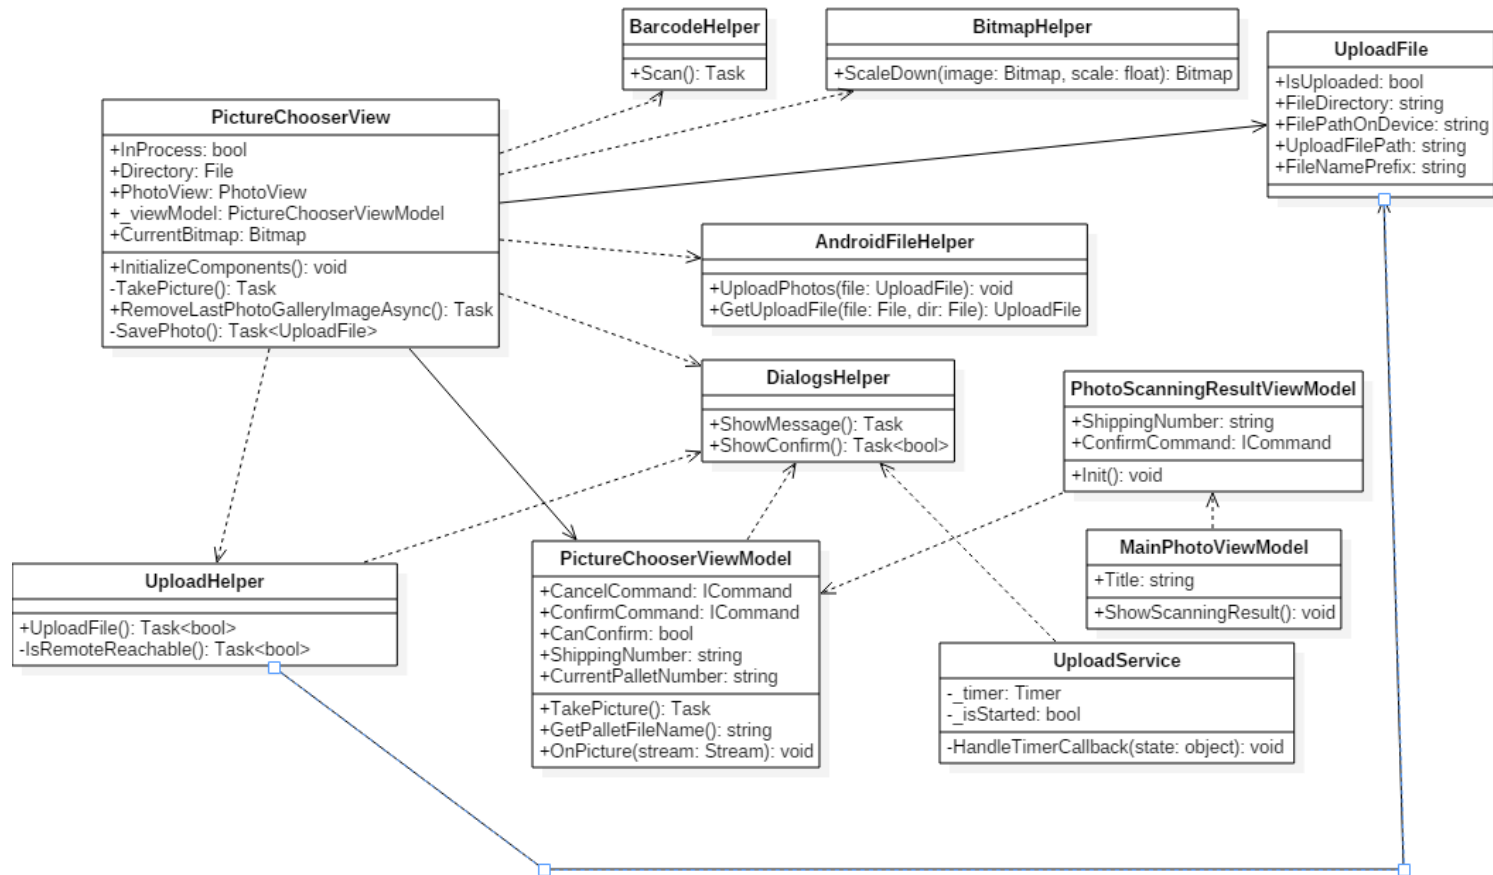 BarcodeHelper
+Scan(): Task
BitmapHelper
+ScaleDown(image: Bitmap, scale: float): Bitmap
UploadFile
+IsUploaded: bool
+FileDirectory: string
+FilePathOnDevice: string
+UploadFilePath: string
+FileNamePrefix: string
PictureChooserView
+InProcess: bool
+Directory: File
+PhotoView: PhotoView
+_viewModel: PictureChooserViewModel
+CurrentBitmap: Bitmap
+InitializeComponents(): void
-TakePicture(): Task
+RemoveLastPhotoGalleryImageAsync(): Task
-SavePhoto(): Task<UploadFile>
AndroidFileHelper
+UploadPhotos(file: UploadFile): void
+GetUploadFile(file: File, dir: File): UploadFile
DialogsHelper
+ShowMessage(): Task
+ShowConfirm(): Task<bool>
PhotoScanningResultViewModel
+ShippingNumber: string
+ConfirmCommand: ICommand
+Init(): void
MainPhotoViewModel
+Title: string
+ShowScanningResult(): void
UploadHelper
+UploadFile(): Task<bool>
-IsRemoteReachable(): Task<bool>
PictureChooserViewModel
+CancelCommand: ICommand
+ConfirmCommand: ICommand
+CanConfirm: bool
+ShippingNumber: string
+CurrentPalletNumber: string
+TakePicture(): Task
+GetPalletFileName(): string
+OnPicture(stream: Stream): void
UploadService
-_timer: Timer
-_isStarted: bool
-HandleTimerCallback(state: object): void